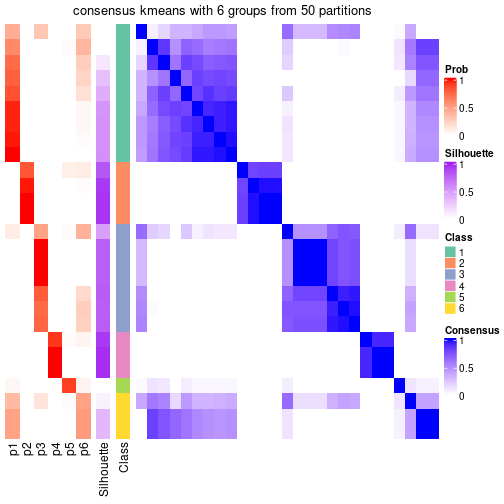 consensus kmeans with 6 groups from 50 partitions
Prob
1
0.5
0
Silhouette
1
0.5
0
Class
1
2
3
4
5
6
Consensus
1
0.5
0
p1
p2
p3
p4
p5
p6
Silhouette
Class